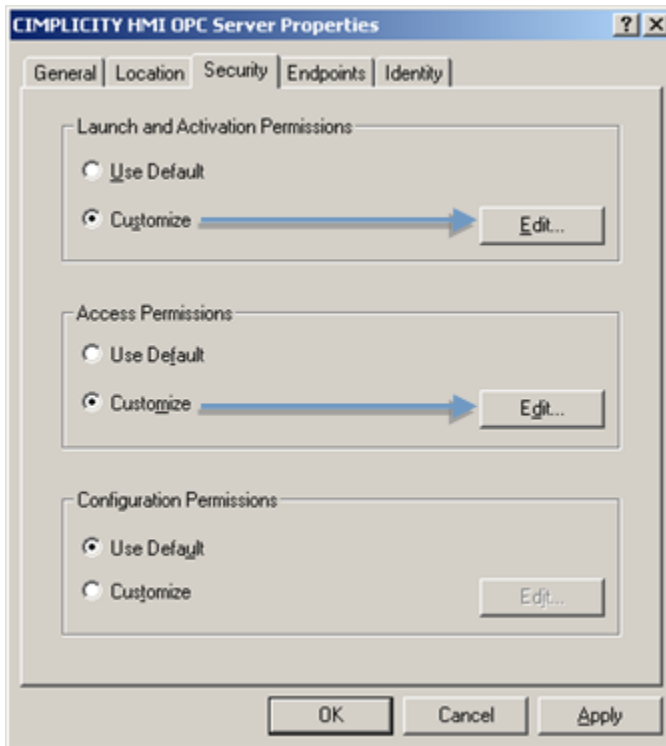 CIMPLICITY HMI OPC Server Properties
General Location Security Endpoints Identity
Launch and Activation Permissions
Use Default
Customize Edit...
Access Permissions
Use Default
Customize Edit...
Configuration Permissions
Use Default
Customize Edit...
OK Cancel Apply